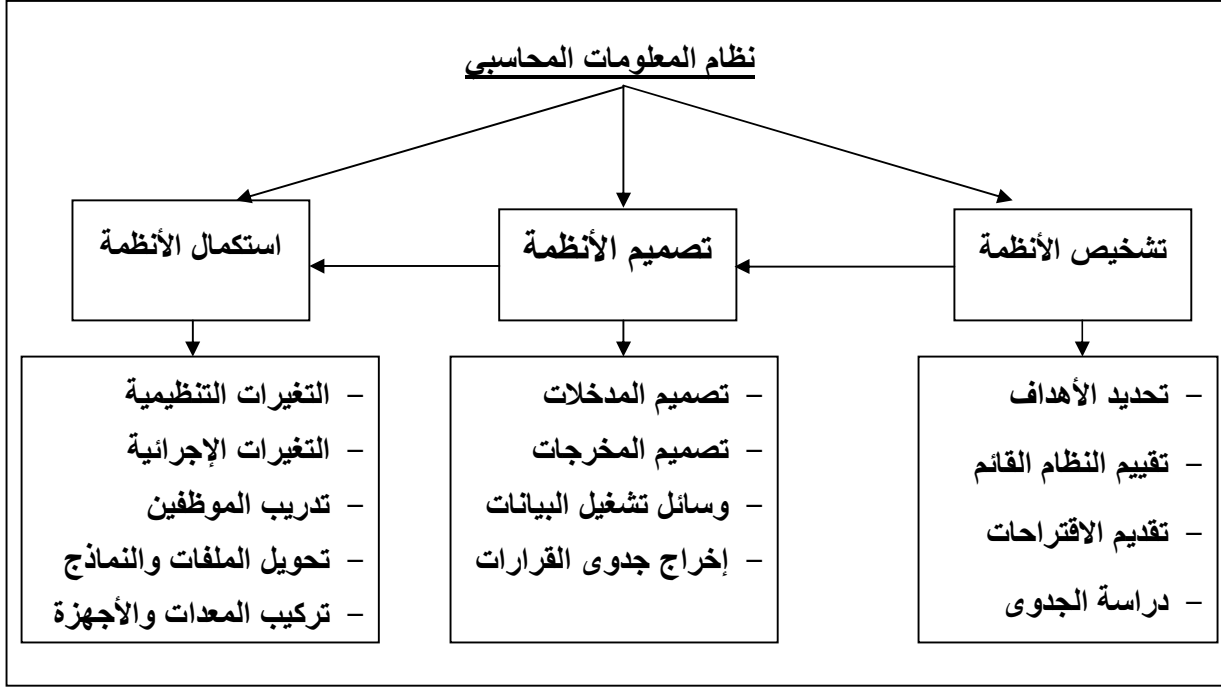 نظام المعلومات المحاسبي
تشخيص الأنظمة
تصميم الأنظمة
استكمال الأنظمة
– تحديد الأهداف
– تقييم النظام القائم
– تقديم الاقتراحات
– دراسة الجدوى
– تصميم المدخلات
– تصميم المخرجات
– وسائل تشغيل البيانات
– إخراج جدوى القرارات
– التغيرات التنظيمية
– التغيرات الإجرائية
– تدريب الموظفين
– تحويل الملفات والنماذج
– تركيب المعدات والأجهزة